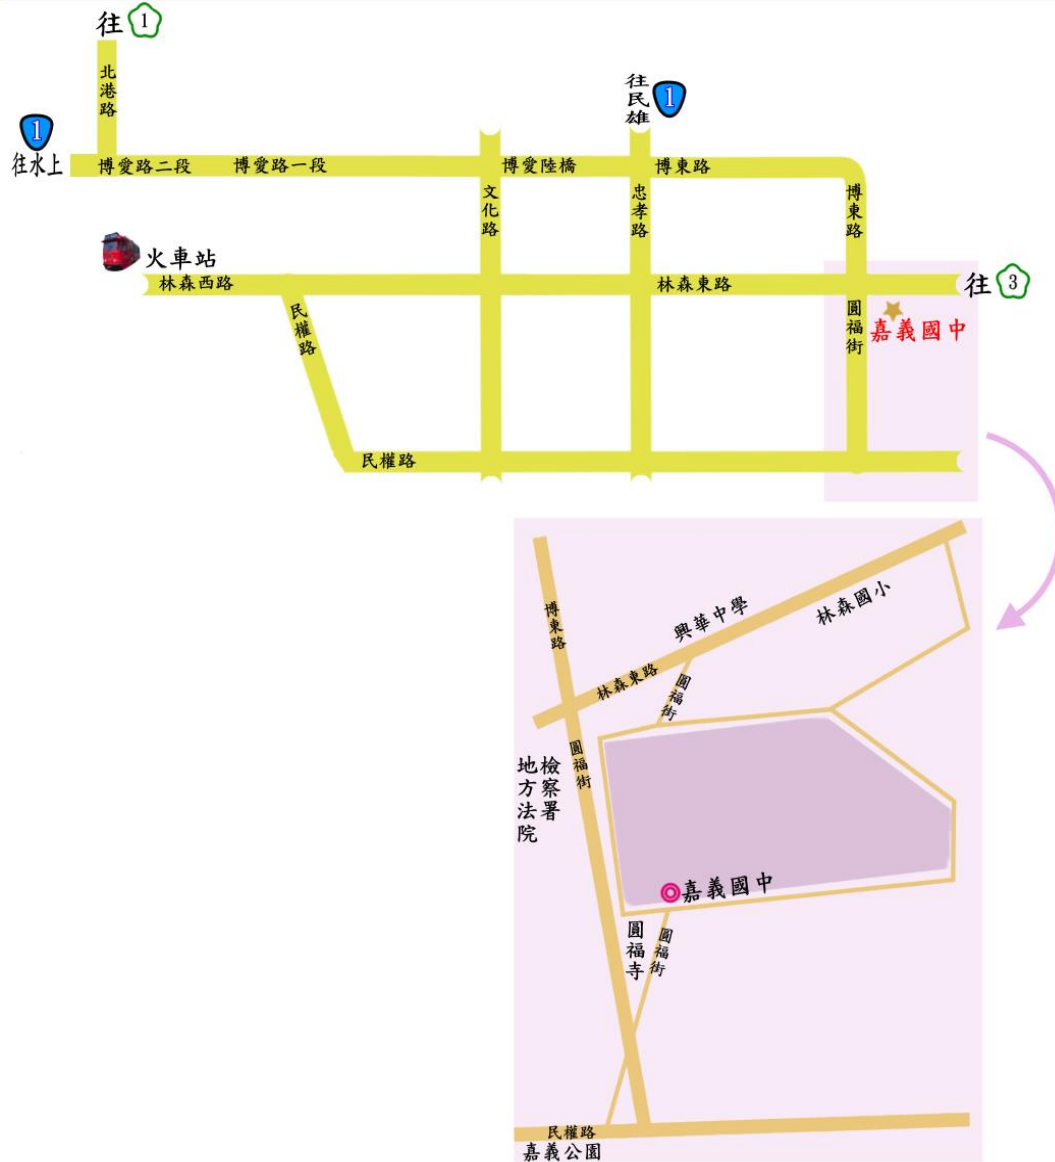 往 1
北港路
往民雄
1
1
往水上
博愛路二段
博愛路一段
博愛陸橋
博東路
文化路
忠孝路
博東路
火車站
林森西路
林森東路
往 3
民權路
圓福街
嘉義國中
民權路
博東路
興華中學
林森國小
林森東路
圓福街
圓福街
檢察署
地方法院
嘉義國中
圓福寺
圓福街
民權路
嘉義公園